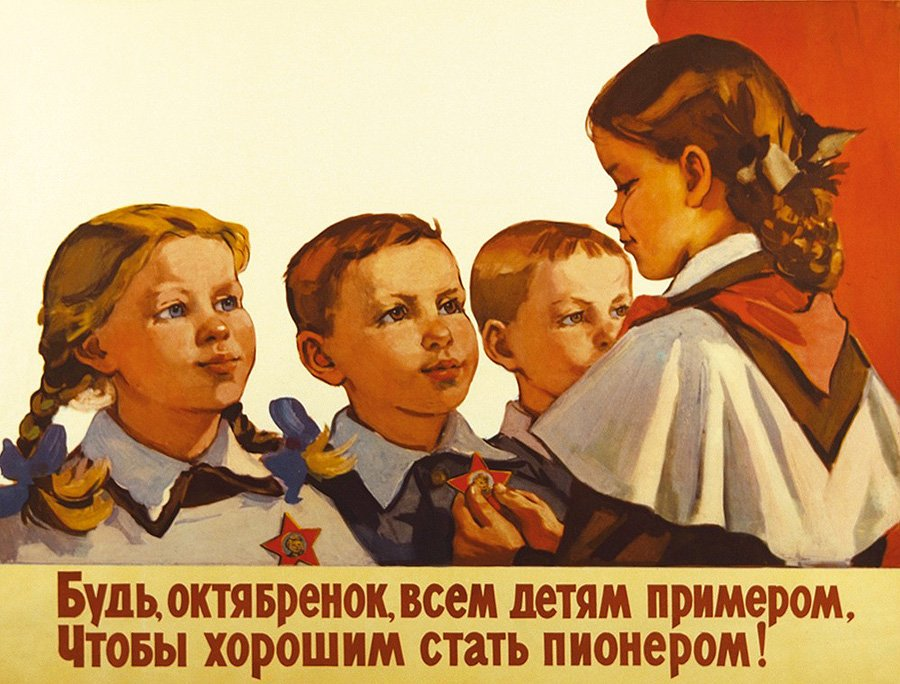 Будь, октябренок, всем детям примером,
Чтобы хорошим стать пионером!